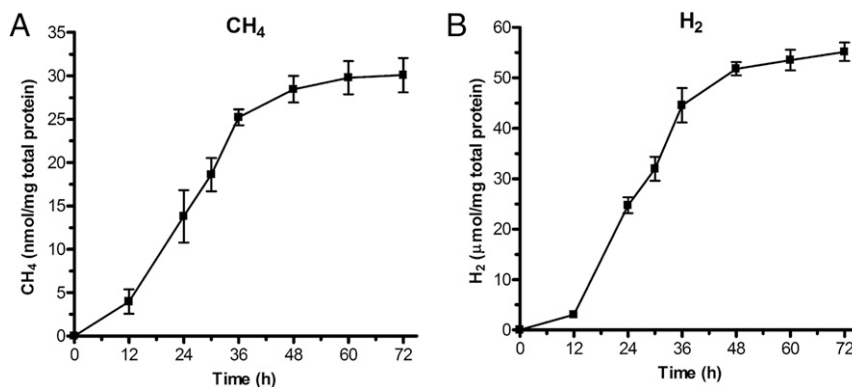 A
CH₄
CH₄ (nmol/mg total protein)
35
30
25
20
15
10
5
0
0 12 24 36 48 60 72
Time (h)
B
H₂
H₂ (μmol/mg total protein)
60
50
40
30
20
10
0
0 12 24 36 48 60 72
Time (h)